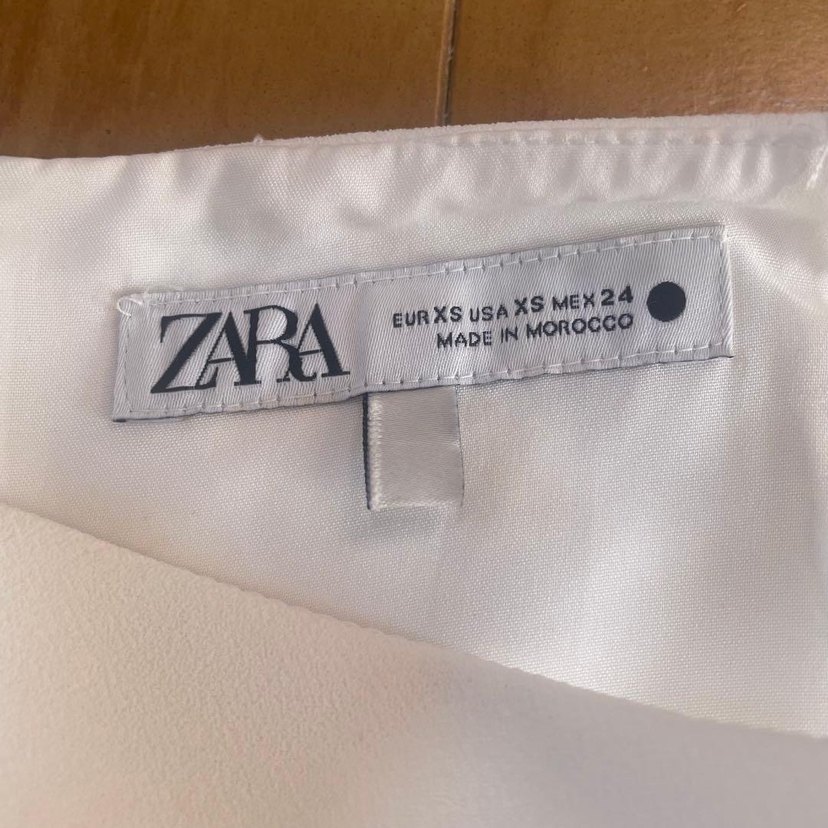 ZARA
EUR XS USA XS MEX 24
MADE IN MOROCCO